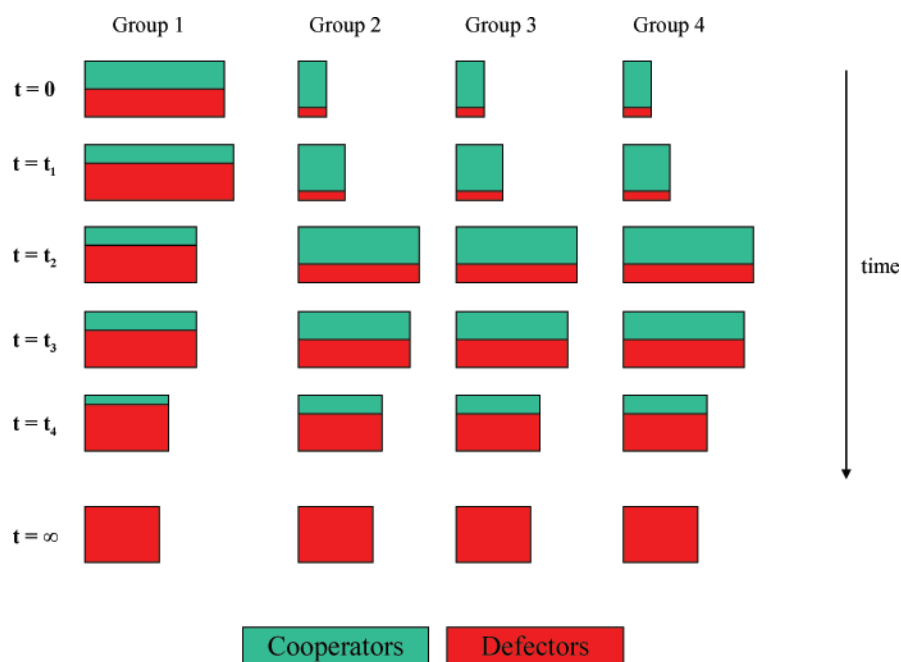 Group 1 Group 2 Group 3 Group 4
t = 0
t = t₁
t = t₂
time
t = t₃
t = t₄
t = ∞
Cooperators Defectors